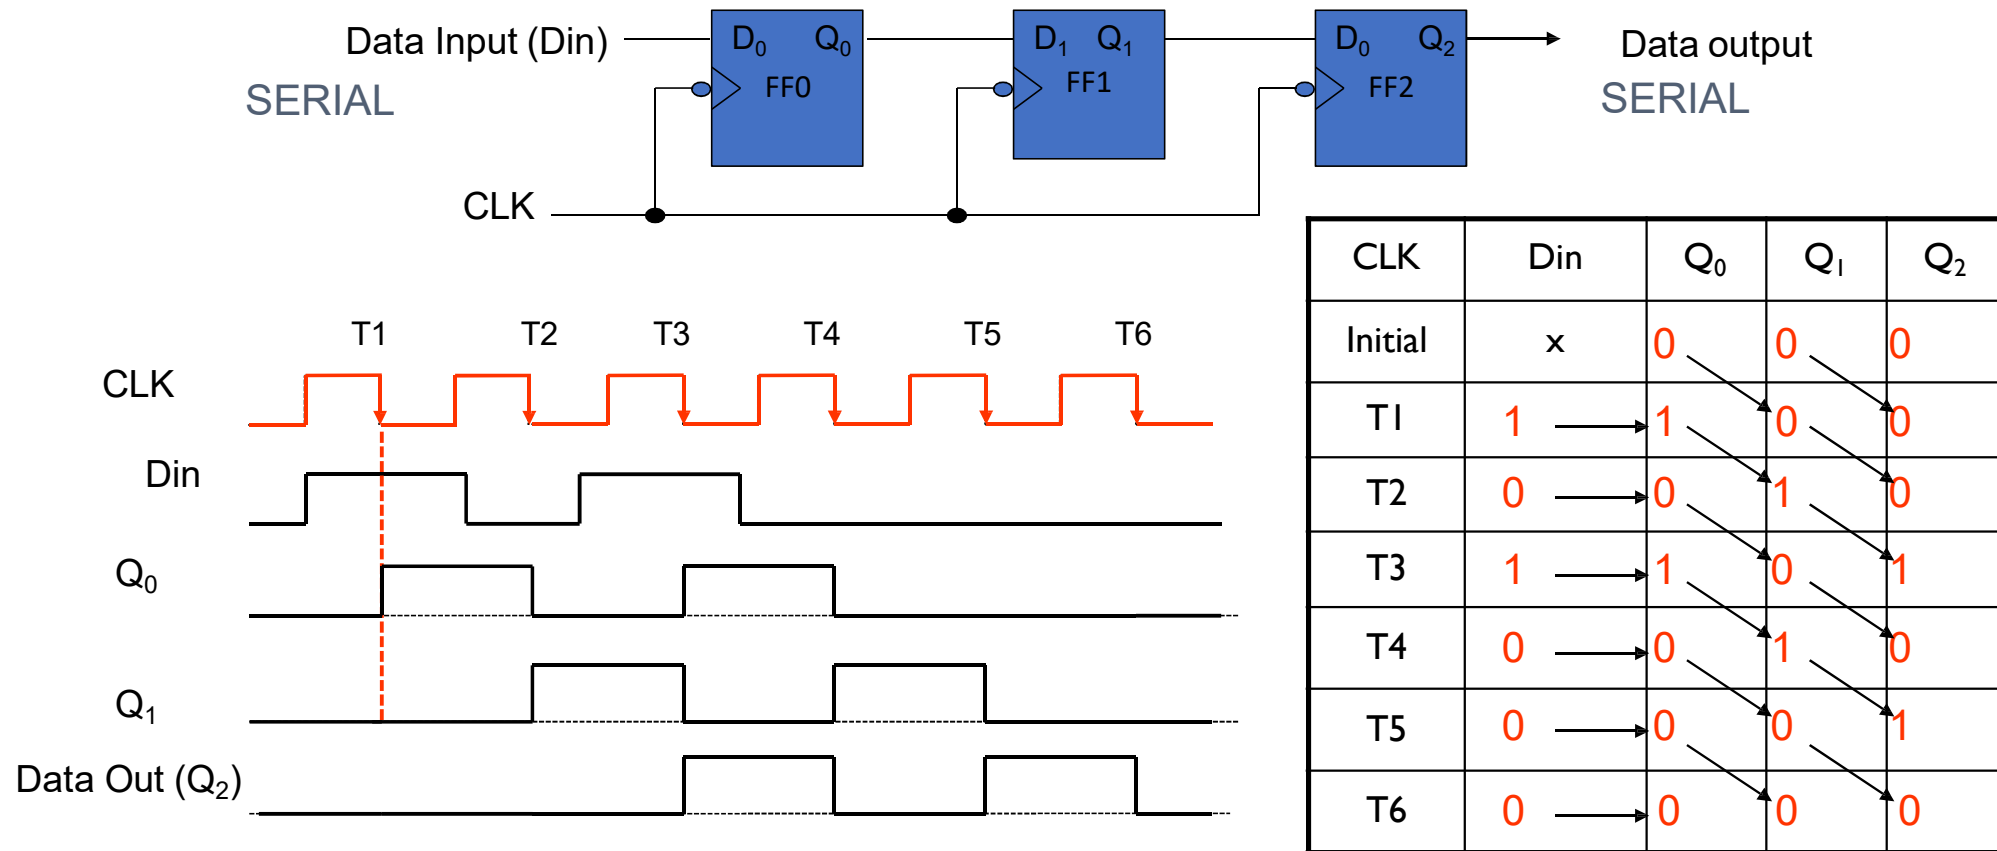 Data Input (Din) D₀ Q₀ D₁ Q₁ D₀ Q₂ Data output
SERIAL FF0 FF1 FF2 SERIAL
CLK
T1 T2 T3 T4 T5 T6
CLK
Din
Q₀
Q₁
Data Out (Q₂)
CLK Din Q₀ Q₁ Q₂
Initial x 0 0 0
T1 1 1 0 0
T2 0 0 1 0
T3 1 1 0 1
T4 0 0 1 0
T5 0 0 0 1
T6 0 0 0 0